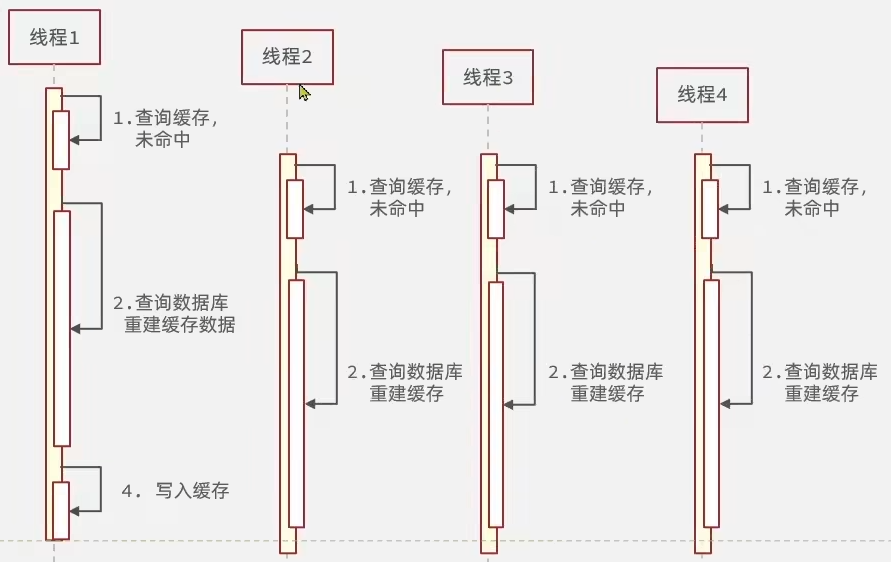 线程1
1.查询缓存,
未命中
2.查询数据库
重建缓存数据
4. 写入缓存
线程2
1.查询缓存,
未命中
2.查询数据库
重建缓存
线程3
1.查询缓存,
未命中
2.查询数据库
重建缓存
线程4
1.查询缓存,
未命中
2.查询数据库
重建缓存